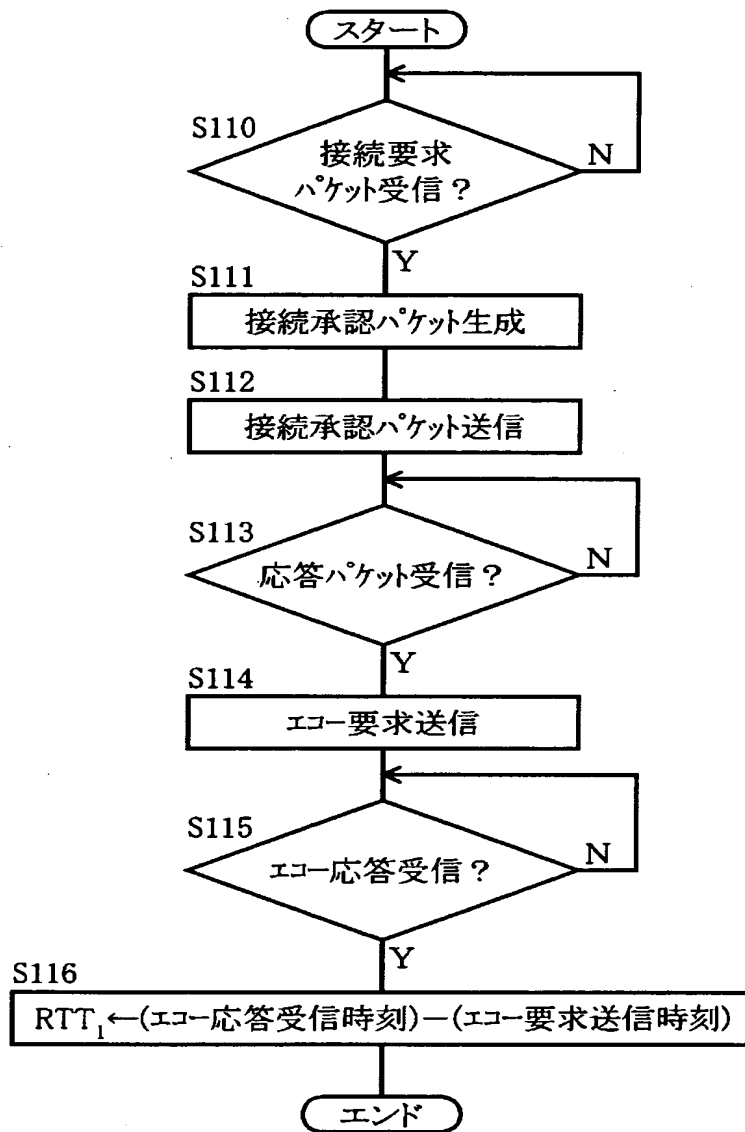 スタート
S110
接続要求
パケット受信?
N
Y
S111
接続承認パケット生成
S112
接続承認パケット送信
S113
応答パケット受信?
N
Y
S114
エコー要求送信
S115
エコー応答受信?
N
Y
S116
RTT₁←(エコー応答受信時刻)−(エコー要求送信時刻)
エンド